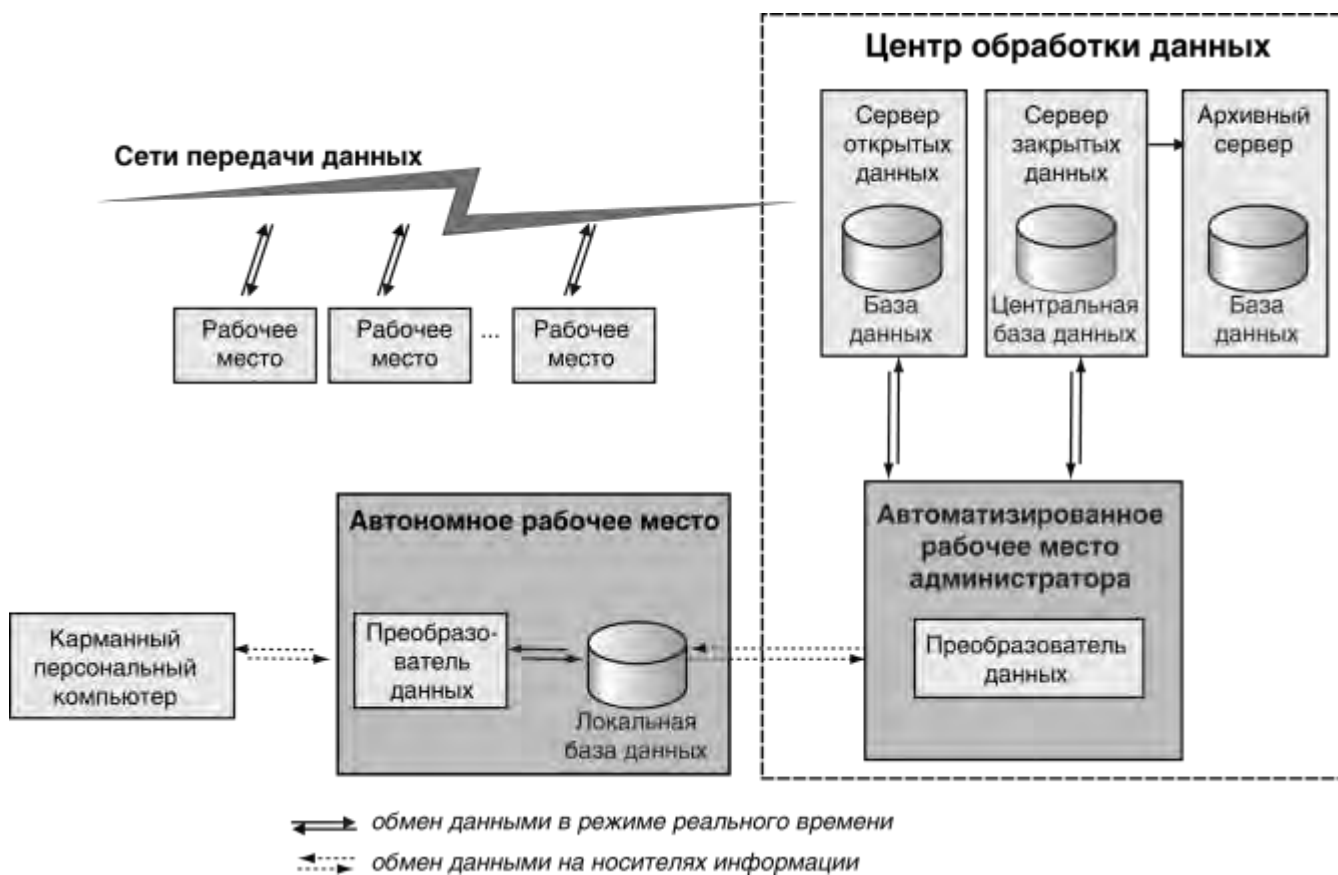 Центр обработки данных
Сервер
открытых
данных
База
данных
Сервер
закрытых
данных
Центральная
база данных
Архивный
сервер
База
данных
Сети передачи данных
Рабочее
место
Рабочее
место
...
Рабочее
место
Автономное рабочее место
Преобразо-
ватель
данных
Локальная
база данных
Карманный
персональный
компьютер
Автоматизированное
рабочее место
администратора
Преобразователь
данных
обмен данными в режиме реального времени
обмен данными на носителях информации